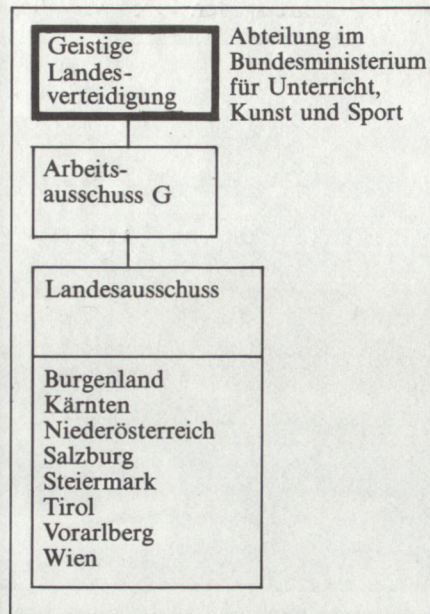 Geistige
Landes-
verteidigung
Abteilung im
Bundesministerium
für Unterricht,
Kunst und Sport
Arbeits-
ausschuss G
Landesausschuss
Burgenland
Kärnten
Niederösterreich
Salzburg
Steiermark
Tirol
Vorarlberg
Wien